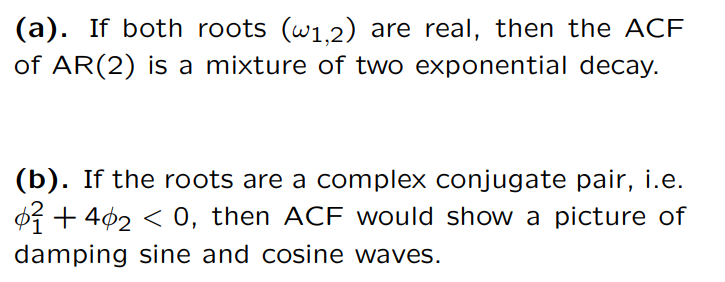 (a). If both roots (ω₁,₂) are real, then the ACF
of AR(2) is a mixture of two exponential decay.
(b). If the roots are a complex conjugate pair, i.e.
ϕ₁² + 4ϕ₂ < 0, then ACF would show a picture of
damping sine and cosine waves.